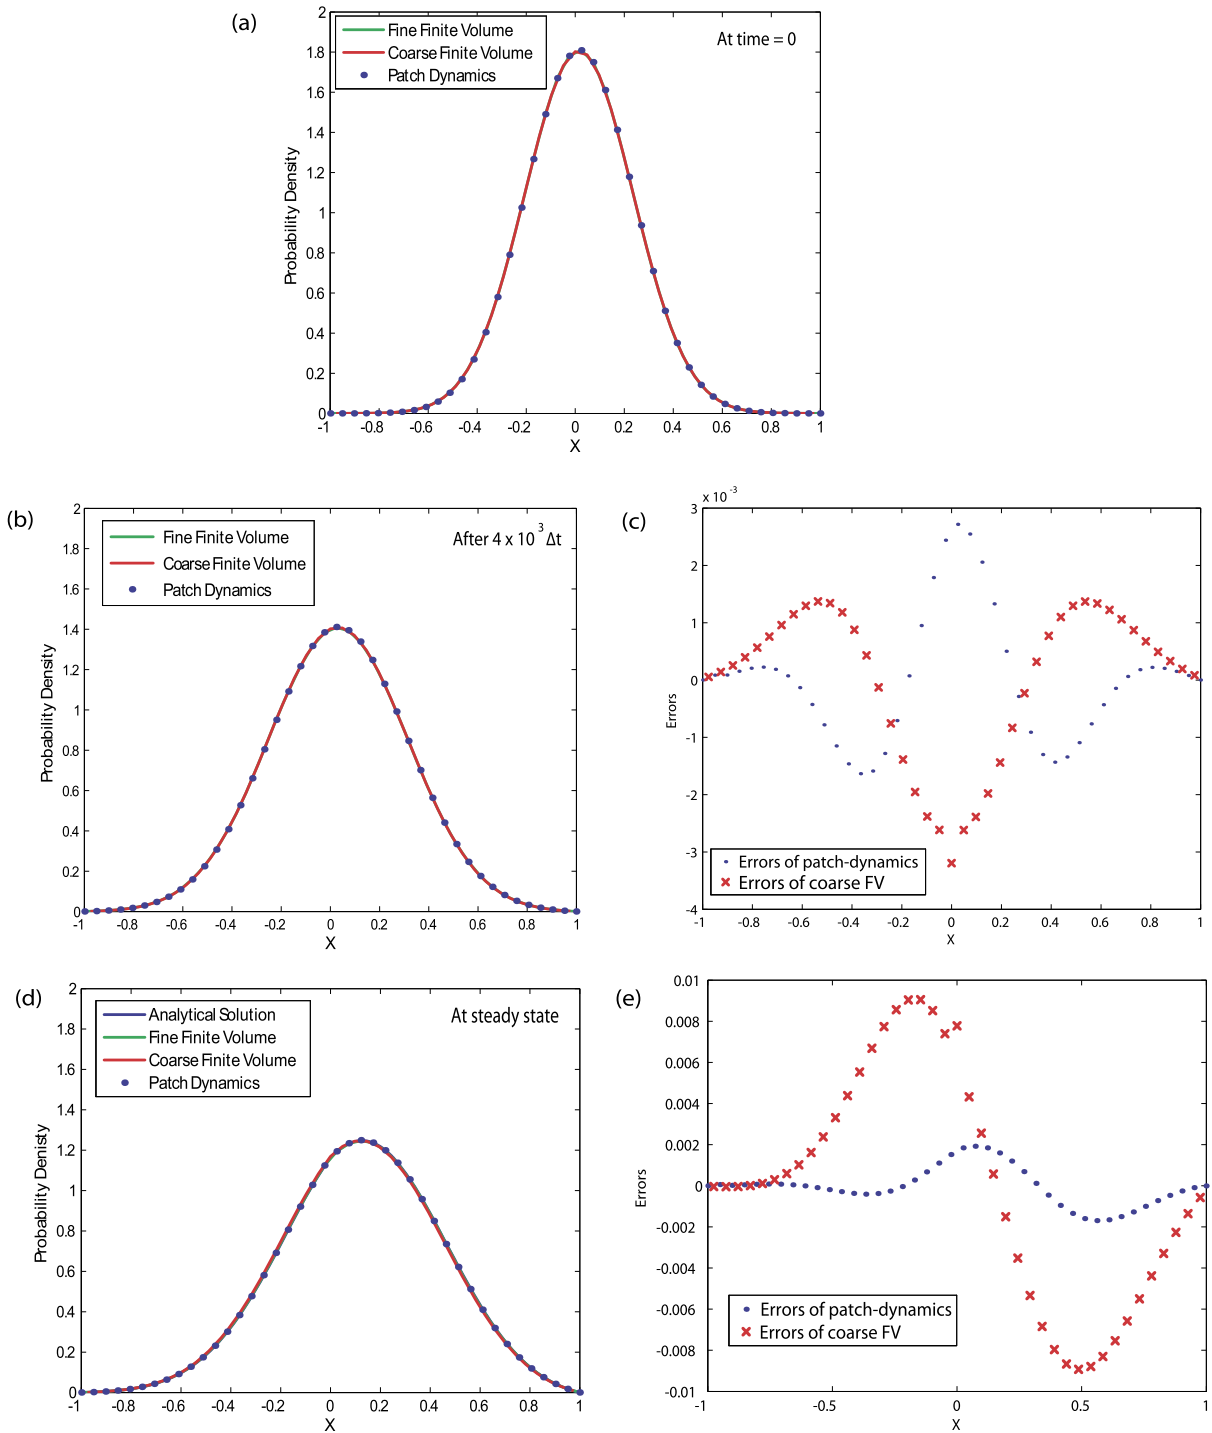 (a)
Fine Finite Volume
Coarse Finite Volume
Patch Dynamics
At time = 0
Probability Density
2
1.8
1.6
1.4
1.2
1
0.8
0.6
0.4
0.2
0
-1 -0.8 -0.6 -0.4 -0.2 0 0.2 0.4 0.6 0.8 1
X
(b)
Fine Finite Volume
Coarse Finite Volume
Patch Dynamics
After 4 x 10^3 Δt
Probability Density
2
1.8
1.6
1.4
1.2
1
0.8
0.6
0.4
0.2
0
-1 -0.8 -0.6 -0.4 -0.2 0 0.2 0.4 0.6 0.8 1
X
(c)
x 10^-3
Errors
3
2
1
0
-1
-2
-3
-4
Errors of patch-dynamics
Errors of coarse FV
-1 -0.8 -0.6 -0.4 -0.2 0 0.2 0.4 0.6 0.8 1
X
(d)
Analytical Solution
Fine Finite Volume
Coarse Finite Volume
Patch Dynamics
At steady state
Probability Denisty
2
1.8
1.6
1.4
1.2
1
0.8
0.6
0.4
0.2
0
-1 -0.8 -0.6 -0.4 -0.2 0 0.2 0.4 0.6 0.8 1
X
(e)
Errors
0.01
0.008
0.006
0.004
0.002
0
-0.002
-0.004
-0.006
-0.008
-0.01
Errors of patch-dynamics
Errors of coarse FV
-1 -0.5 0 0.5 1
X